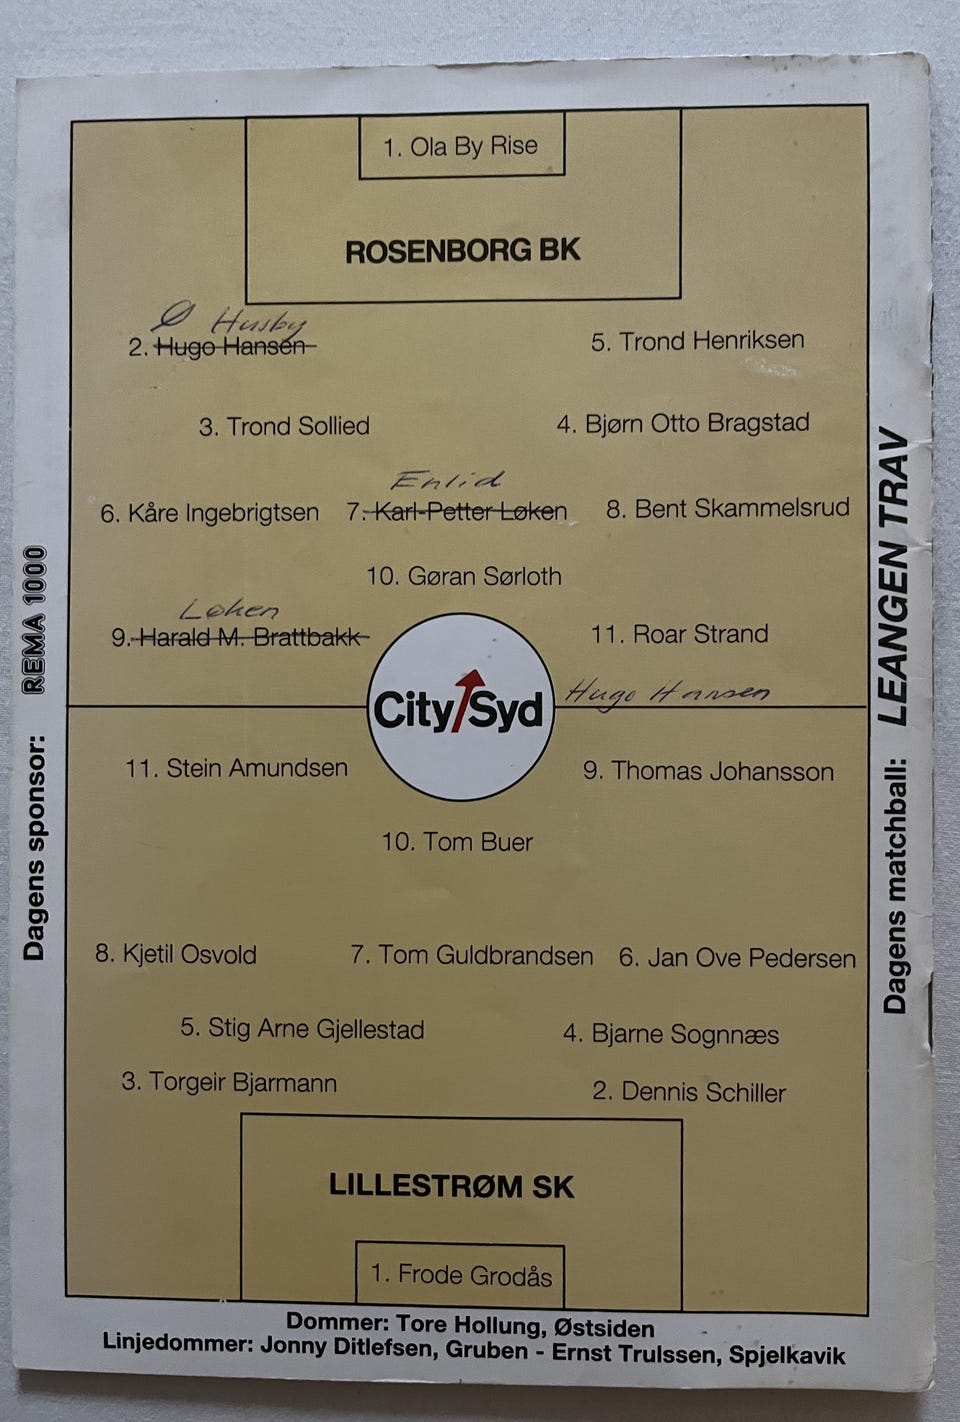 1. Ola By Rise
ROSENBORG BK
Ø Husby
2. Hugo Hansen
5. Trond Henriksen
3. Trond Sollied
4. Bjørn Otto Bragstad
Enlid
6. Kåre Ingebrigtsen
7. Karl-Petter Løken
8. Bent Skammelsrud
10. Gøran Sørloth
Løken
9. Harald M. Brattbakk
11. Roar Strand
Hugo Hansen
City Syd
11. Stein Amundsen
9. Thomas Johansson
10. Tom Buer
8. Kjetil Osvold
7. Tom Guldbrandsen
6. Jan Ove Pedersen
5. Stig Arne Gjellestad
4. Bjarne Sognnæs
3. Torgeir Bjarmann
2. Dennis Schiller
LILLESTRØM SK
1. Frode Grodås
Dommer: Tore Hollung, Østsiden
Linjedommer: Jonny Ditlefsen, Gruben - Ernst Trulssen, Spjelkavik
Dagens sponsor: REMA 1000
Dagens matchball: LEANGEN TRAV